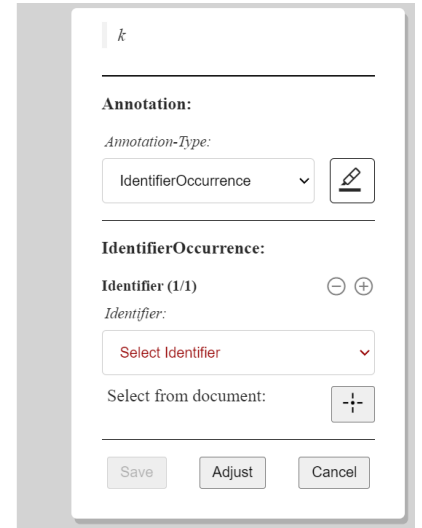 k
Annotation:
Annotation-Type:
IdentifierOccurrence
IdentifierOccurrence:
Identifier (1/1)
Identifier:
Select Identifier
Select from document:
Save Adjust Cancel